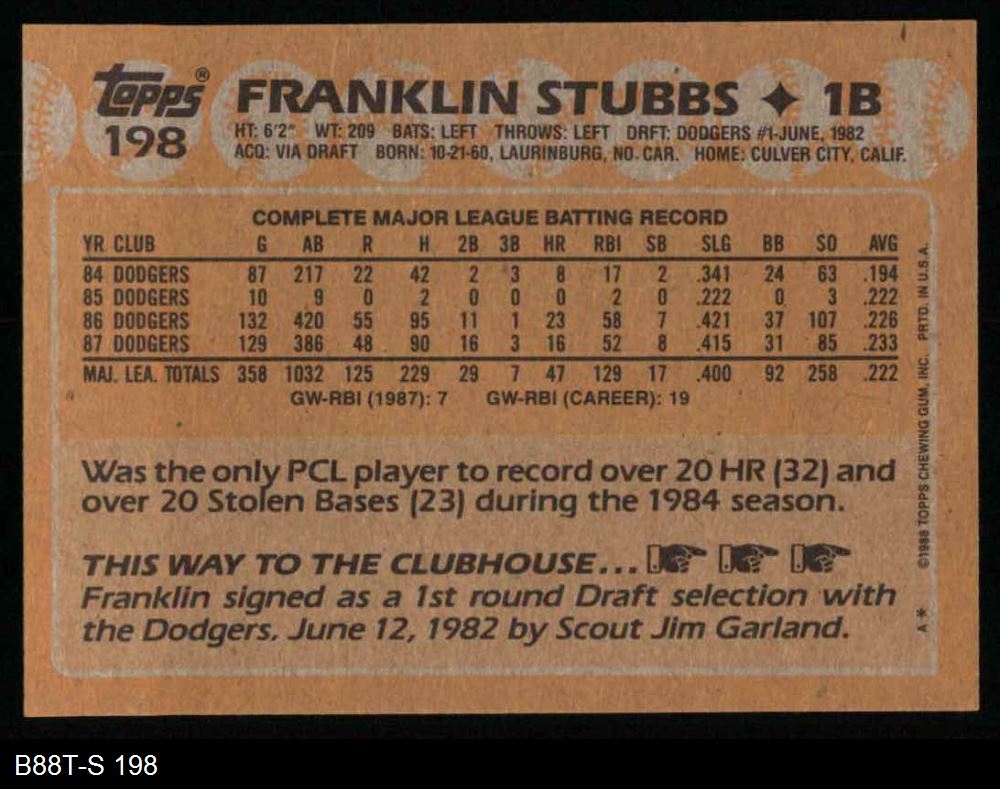 topps® FRANKLIN STUBBS ✦ 1B
198 HT: 6'2" WT: 209 BATS: LEFT THROWS: LEFT DRFT: DODGERS #1-JUNE, 1982
ACQ: VIA DRAFT BORN: 10-21-60, LAURINBURG, NO. CAR. HOME: CULVER CITY, CALIF.
COMPLETE MAJOR LEAGUE BATTING RECORD
YR CLUB G AB R H 2B 3B HR RBI SB SLG BB SO AVG
84 DODGERS 87 217 22 42 2 3 8 17 2 .341 24 63 .194
85 DODGERS 10 9 0 2 0 0 0 2 0 .222 0 3 .222
86 DODGERS 132 420 55 95 11 1 23 58 7 .421 37 107 .226
87 DODGERS 129 386 48 90 16 3 16 52 8 .415 31 85 .233
MAJ. LEA. TOTALS 358 1032 125 229 29 7 47 129 17 .400 92 258 .222
GW-RBI (1987): 7 GW-RBI (CAREER): 19
Was the only PCL player to record over 20 HR (32) and
over 20 Stolen Bases (23) during the 1984 season.
THIS WAY TO THE CLUBHOUSE...
Franklin signed as a 1st round Draft selection with
the Dodgers, June 12, 1982 by Scout Jim Garland.
A* ©1988 TOPPS CHEWING GUM, INC. PRTD. IN U.S.A.
B88T-S 198